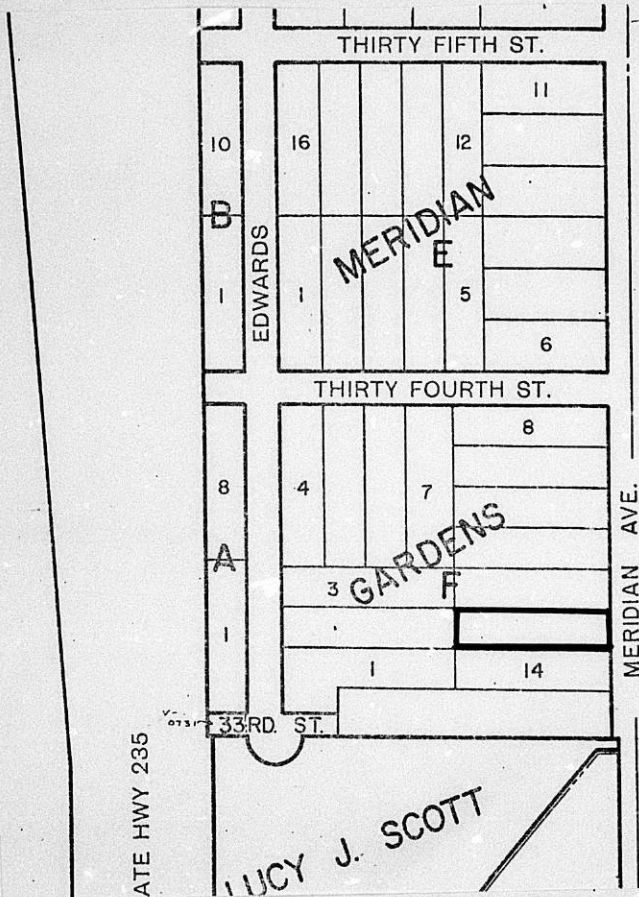 THIRTY FIFTH ST.
11
10
16
12
B
MERIDIAN
EDWARDS
E
1
1
5
6
THIRTY FOURTH ST.
8
8
4
7
MERIDIAN AVE.
A
GARDENS
3
F
1
1
14
V-
0731
33RD. ST.
ATE HWY 235
LUCY J. SCOTT